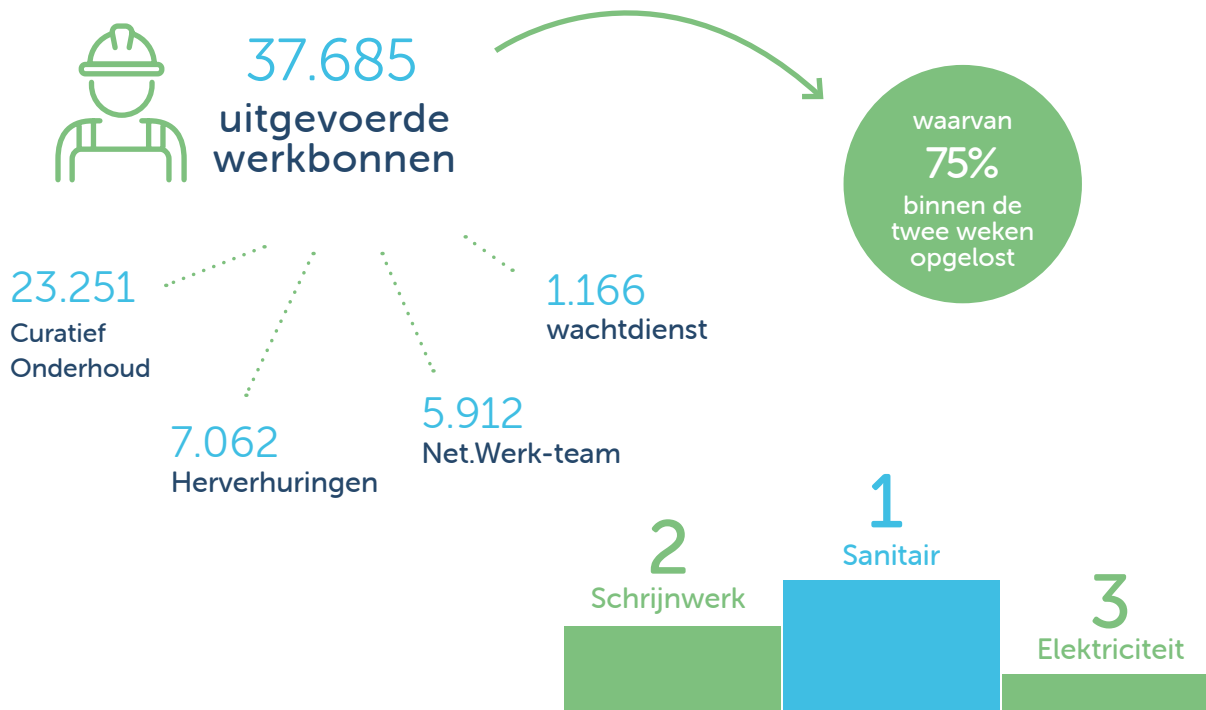 37.685
uitgevoerde
werkbonnen
waarvan
75%
binnen de
twee weken
opgelost
23.251
Curatief
Onderhoud
7.062
Herverhuringen
5.912
Net.Werk-team
1.166
wachtdienst
2
Schrijnwerk
1
Sanitair
3
Elektriciteit